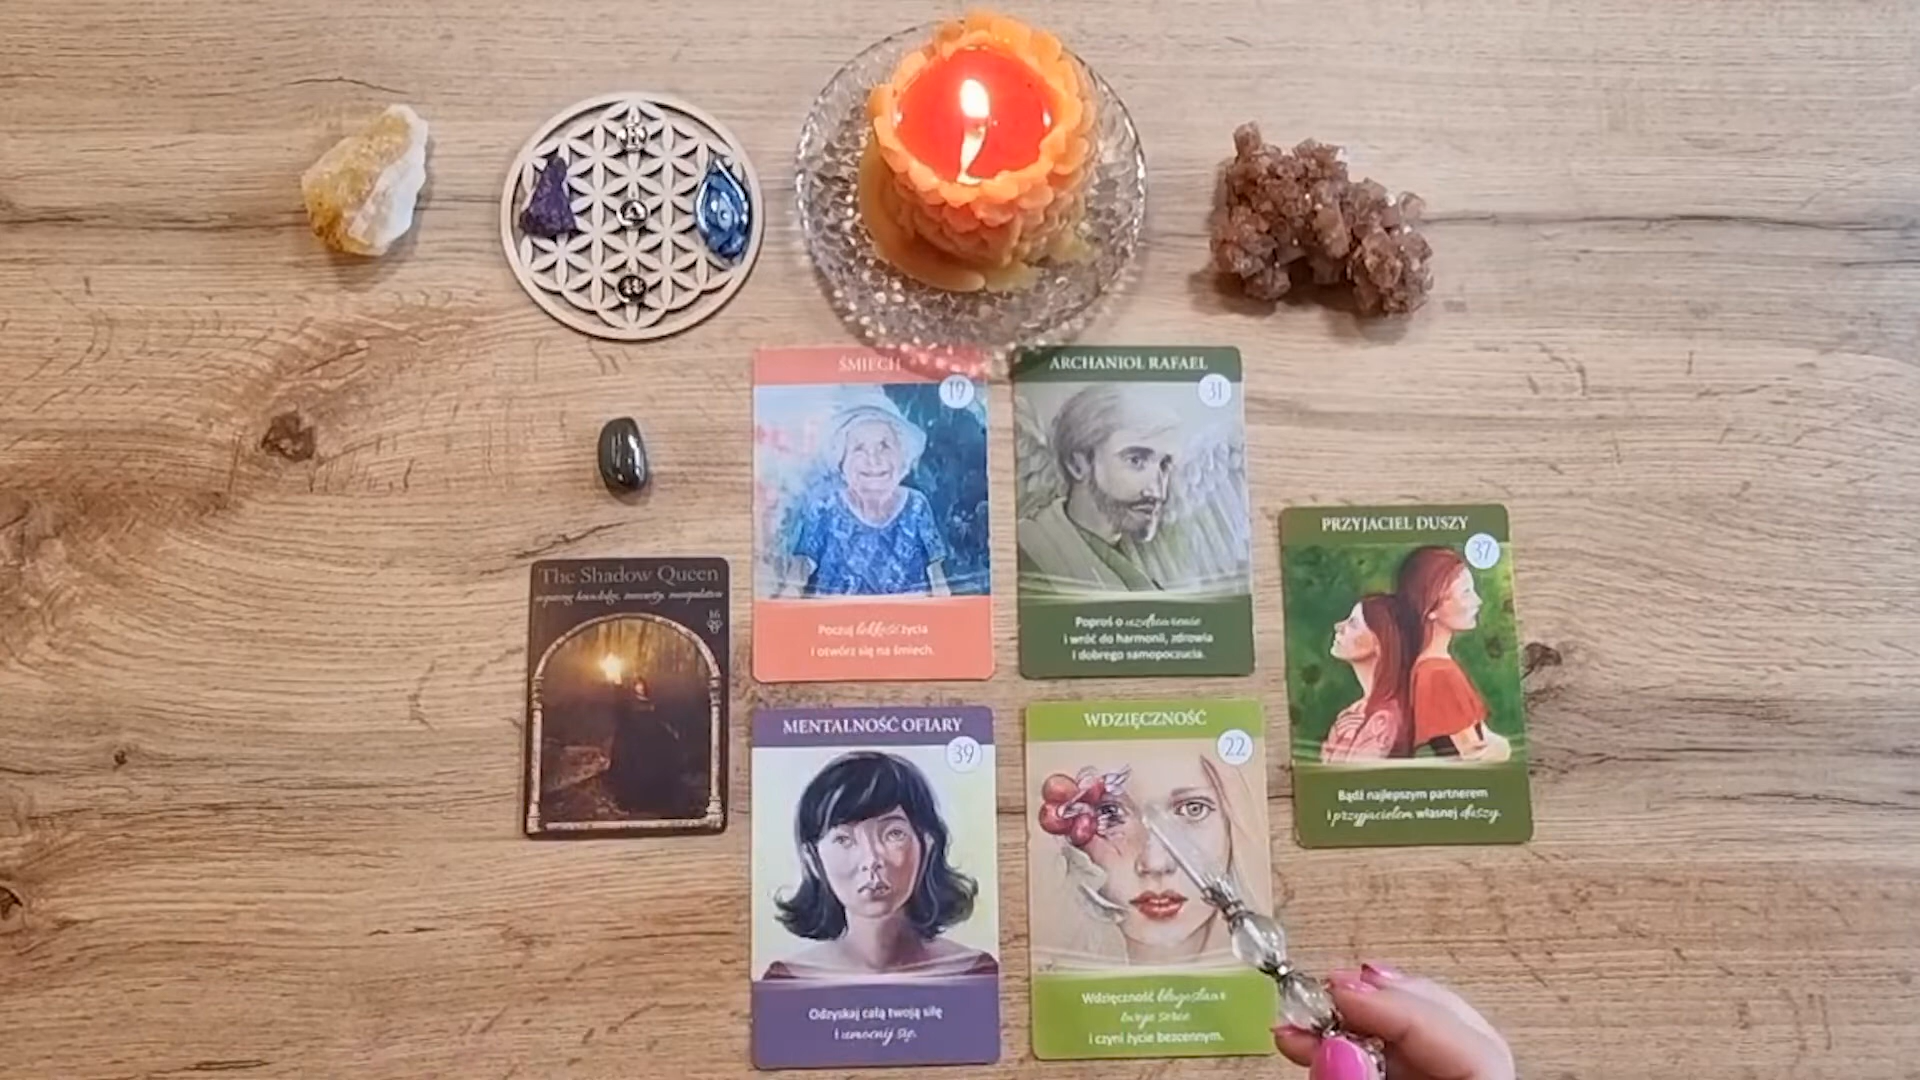 ŚMIECH
19
Poczuj lekkość życia
i otwórz się na śmiech.
ARCHANIOŁ RAFAEL
31
Poproś o uzdrowienie
i wróć do harmonii, zdrowia
i dobrego samopoczucia.
PRZYJACIEL DUSZY
37
Bądź najlepszym partnerem
i przyjacielem własnej duszy.
The Shadow Queen
16
MENTALNOŚĆ OFIARY
39
Odzyskaj całą twoją siłę
i umocnij się.
WDZIĘCZNOŚĆ
22
Wdzięczność błogosławi
twoje serce
i czyni życie bezcennym.